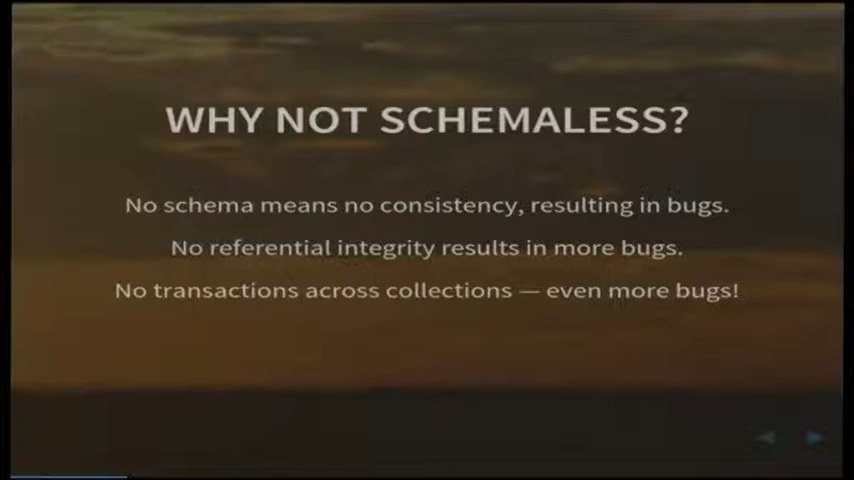 WHY NOT SCHEMALESS?
No schema means no consistency, resulting in bugs.
No referential integrity results in more bugs.
No transactions across collections — even more bugs!